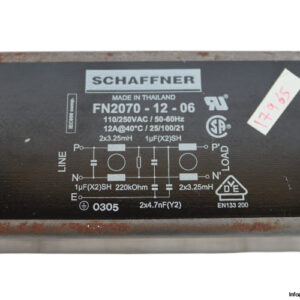 SCHAFFNER
MADE IN THAILAND
FN2070 - 12 - 06
110/250VAC / 50-60Hz
12A@40°C / 25/100/21
2x3.25mH 1µF(X2)SH
LINE
P P'
N N'
E
LOAD
1µF(X2)SH 220kOhm 2x3.25mH
0305 2x4.7nF(Y2)
EN133 200
17965